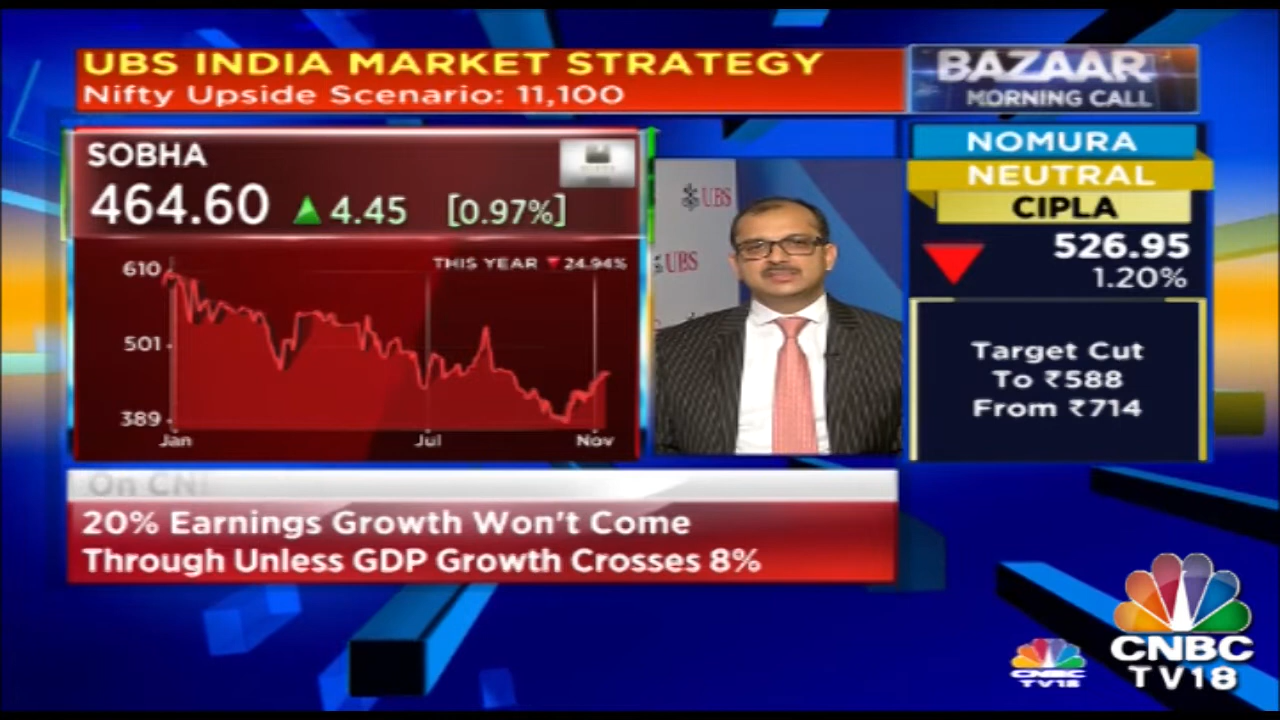 UBS INDIA MARKET STRATEGY
Nifty Upside Scenario: 11,100
BAZAAR
MORNING CALL
SOBHA
464.60 ▲ 4.45 [0.97%]
THIS YEAR ▼ 24.94%
610
501
389
Jan Jul Nov
UBS
UBS
NOMURA
NEUTRAL
CIPLA
▼ 526.95
1.20%
Target Cut
To ₹588
From ₹714
On CN
20% Earnings Growth Won't Come
Through Unless GDP Growth Crosses 8%
CNBC
TV18
CNBC
TV18